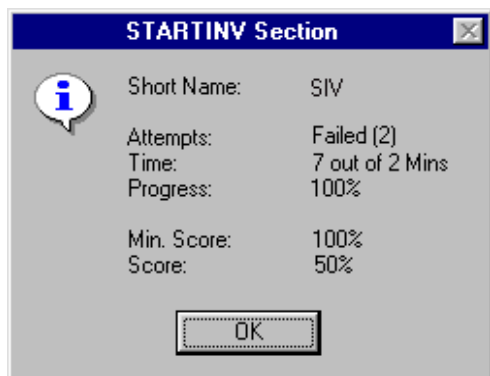 STARTINV Section
Short Name: SIV
Attempts: Failed (2)
Time: 7 out of 2 Mins
Progress: 100%
Min. Score: 100%
Score: 50%
OK